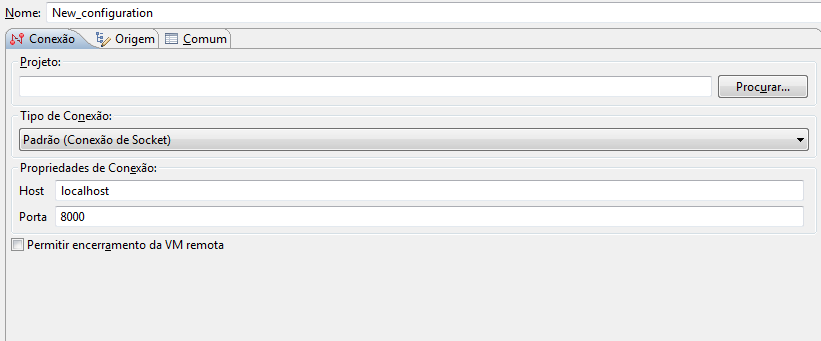 Nome: New_configuration
Conexão Origem Comum
Projeto:
Procurar...
Tipo de Conexão:
Padrão (Conexão de Socket)
Propriedades de Conexão:
Host localhost
Porta 8000
Permitir encerramento da VM remota